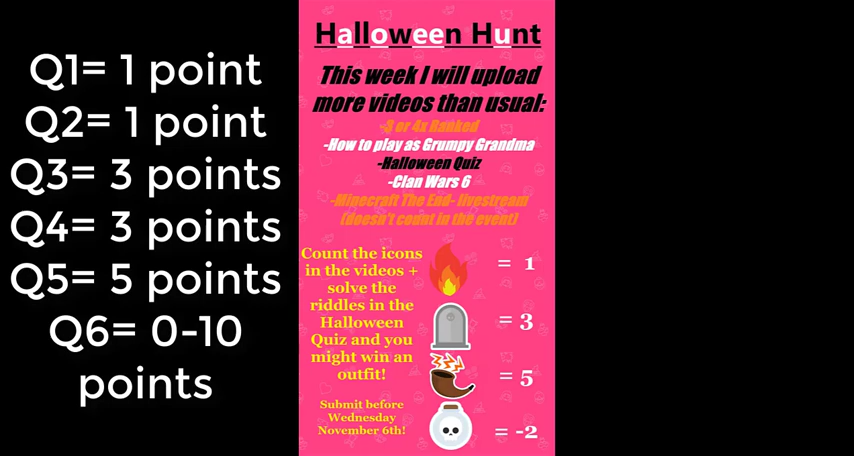 Q1= 1 point
Q2= 1 point
Q3= 3 points
Q4= 3 points
Q5= 5 points
Q6= 0-10
points
Halloween Hunt
This week I will upload
more videos than usual:
-3 or 4x Ranked
-How to play as Grumpy Grandma
-Halloween Quiz
-Clan Wars 6
-Minecraft The End- livestream
(doesn't count in the event)
Count the icons
in the videos +
solve the
riddles in the
Halloween
Quiz and you
might win an
outfit!
Submit before
Wednesday
November 6th!
= 1
= 3
= 5
= -2